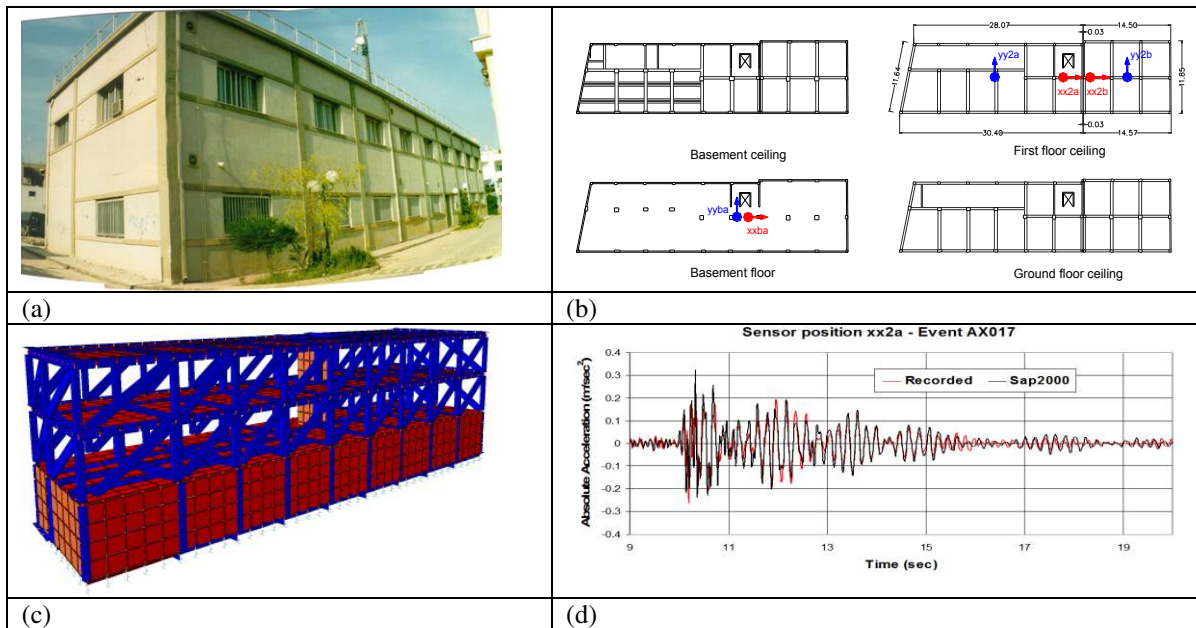 28.07
14.50
0.03
11.64
yy2a
yy2b
xx2a
xx2b
11.85
0.03
30.40
14.57
Basement ceiling
First floor ceiling
yyba
xxba
Basement floor
Ground floor ceiling
(a)
(b)
Sensor position xx2a - Event AX017
Absolute Acceleration (m/sec²)
0.4
0.3
0.2
0.1
0
-0.1
-0.2
-0.3
-0.4
Recorded
Sap2000
9
11
13
15
17
19
Time (sec)
(c)
(d)